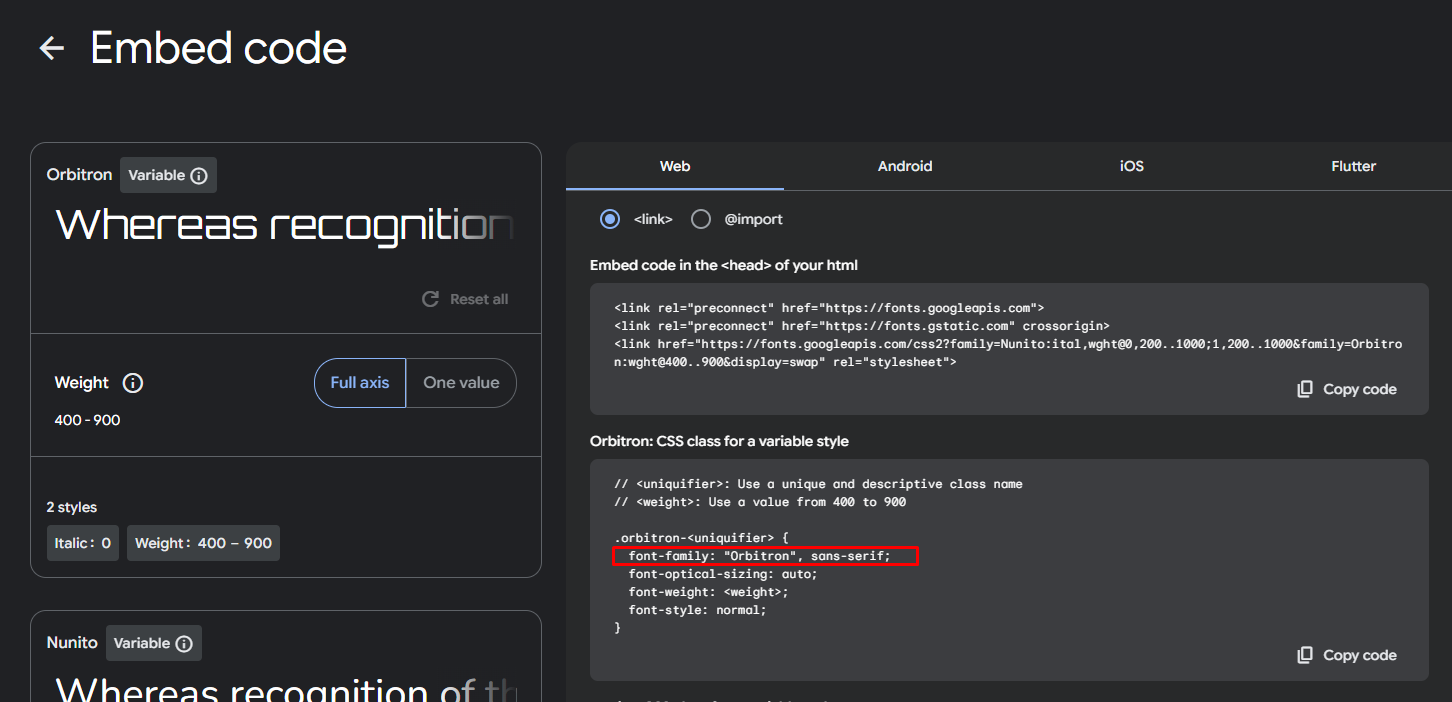 Embed code
Orbitron Variable
Whereas recognition
Reset all
Weight
Full axis
One value
400 - 900
2 styles
Italic: 0
Weight: 400 – 900
Nunito Variable
Whereas recognition of th
Web
Android
iOS
Flutter
<link>
@import
Embed code in the <head> of your html
<link rel="preconnect" href="https://fonts.googleapis.com">
<link rel="preconnect" href="https://fonts.gstatic.com" crossorigin>
<link href="https://fonts.googleapis.com/css2?family=Nunito:ital,wght@0,200..1000;1,200..1000&family=Orbitro
n:wght@400..900&display=swap" rel="stylesheet">
Copy code
Orbitron: CSS class for a variable style
// <uniquifier>: Use a unique and descriptive class name
// <weight>: Use a value from 400 to 900
.orbitron-<uniquifier> {
  font-family: "Orbitron", sans-serif;
  font-optical-sizing: auto;
  font-weight: <weight>;
  font-style: normal;
}
Copy code